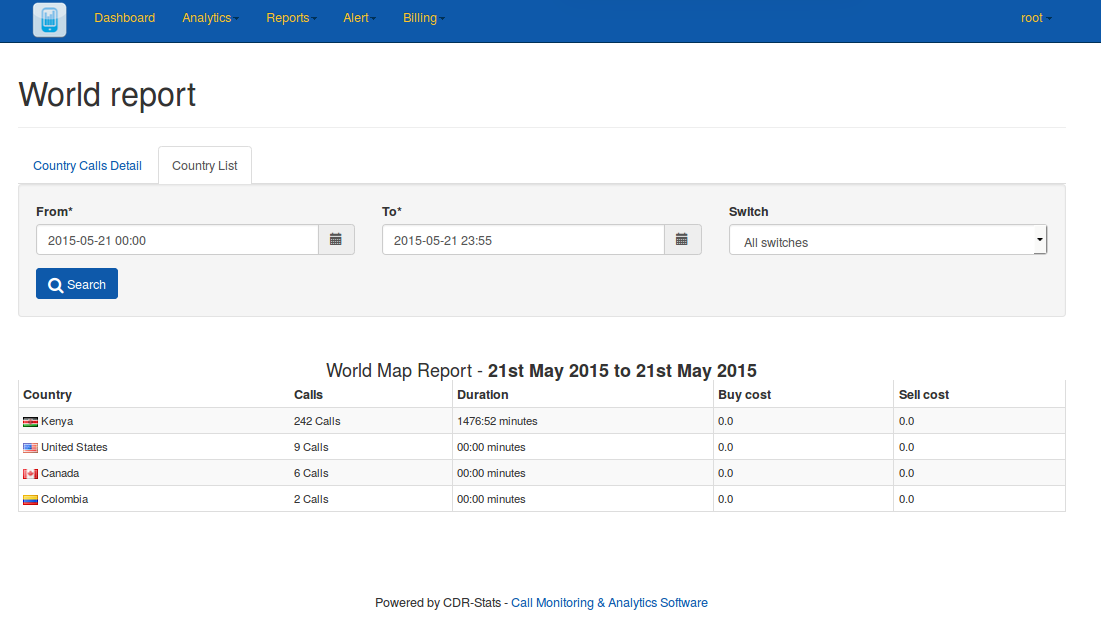 Dashboard Analytics Reports Alert Billing root
World report
Country Calls Detail Country List
From* To* Switch
2015-05-21 00:00 2015-05-21 23:55 All switches
Search
World Map Report - 21st May 2015 to 21st May 2015
Country Calls Duration Buy cost Sell cost
Kenya 242 Calls 1476:52 minutes 0.0 0.0
United States 9 Calls 00:00 minutes 0.0 0.0
Canada 6 Calls 00:00 minutes 0.0 0.0
Colombia 2 Calls 00:00 minutes 0.0 0.0
Powered by CDR-Stats - Call Monitoring & Analytics Software